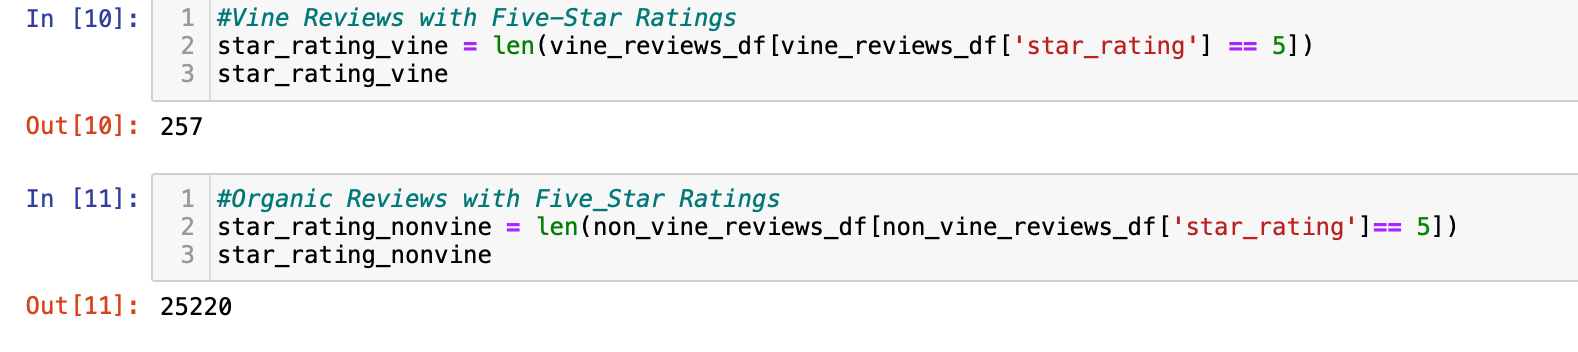 In [10]:
1 #Vine Reviews with Five-Star Ratings
2 star_rating_vine = len(vine_reviews_df[vine_reviews_df['star_rating'] == 5])
3 star_rating_vine
Out[10]: 257
In [11]:
1 #Organic Reviews with Five_Star Ratings
2 star_rating_nonvine = len(non_vine_reviews_df[non_vine_reviews_df['star_rating']== 5])
3 star_rating_nonvine
Out[11]: 25220